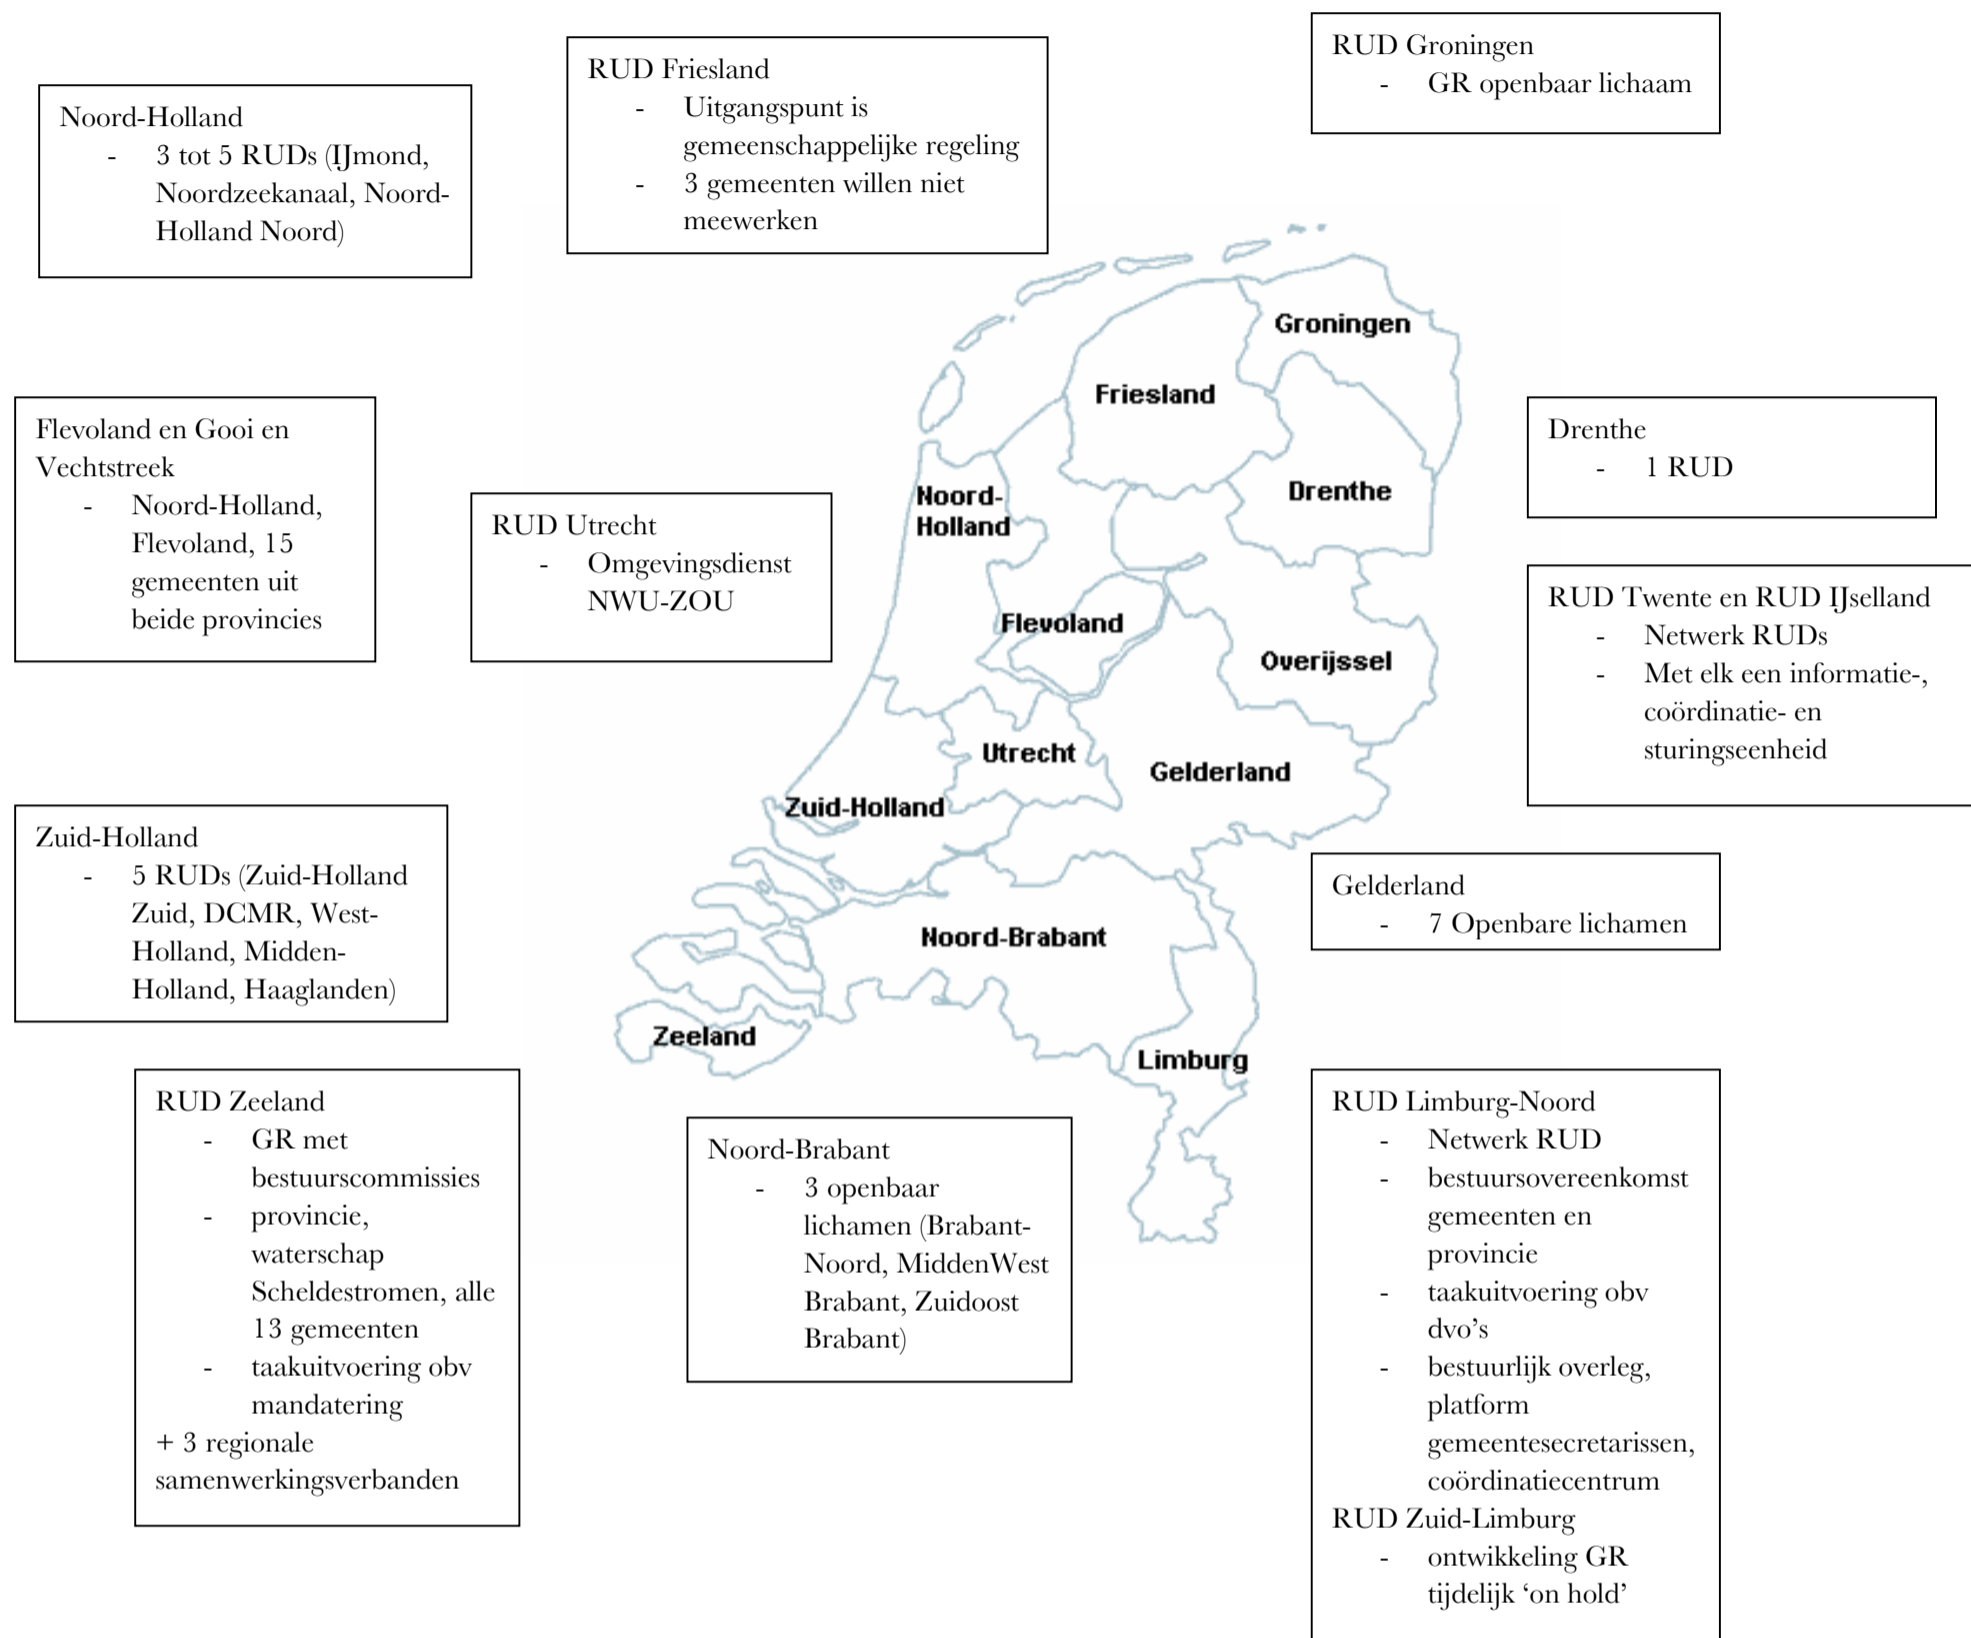 RUD Groningen
- GR openbaar lichaam
RUD Friesland
- Uitgangspunt is
gemeenschappelijke regeling
- 3 gemeenten willen niet
meewerken
Noord-Holland
- 3 tot 5 RUDs (IJmond,
Noordzeekanaal, Noord-
Holland Noord)
Flevoland en Gooi en
Vechtstreek
- Noord-Holland,
Flevoland, 15
gemeenten uit
beide provincies
RUD Utrecht
- Omgevingsdienst
NWU-ZOU
Groningen
Friesland
Drenthe
Noord-
Holland
Flevoland
Overijssel
Utrecht
Gelderland
Zuid-Holland
Noord-Brabant
Zeeland
Limburg
Drenthe
- 1 RUD
RUD Twente en RUD IJselland
- Netwerk RUDs
- Met elk een informatie-,
coördinatie- en
sturingseenheid
Zuid-Holland
- 5 RUDs (Zuid-Holland
Zuid, DCMR, West-
Holland, Midden-
Holland, Haaglanden)
Gelderland
- 7 Openbare lichamen
RUD Zeeland
- GR met
bestuurscommissies
- provincie,
waterschap
Scheldestromen, alle
13 gemeenten
- taakuitvoering obv
mandatering
+ 3 regionale
samenwerkingsverbanden
Noord-Brabant
- 3 openbaar
lichamen (Brabant-
Noord, MiddenWest
Brabant, Zuidoost
Brabant)
RUD Limburg-Noord
- Netwerk RUD
- bestuursovereenkomst
gemeenten en
provincie
- taakuitvoering obv
dvo’s
- bestuurlijk overleg,
platform
gemeentesecretarissen,
coördinatiecentrum
RUD Zuid-Limburg
- ontwikkeling GR
tijdelijk ‘on hold’